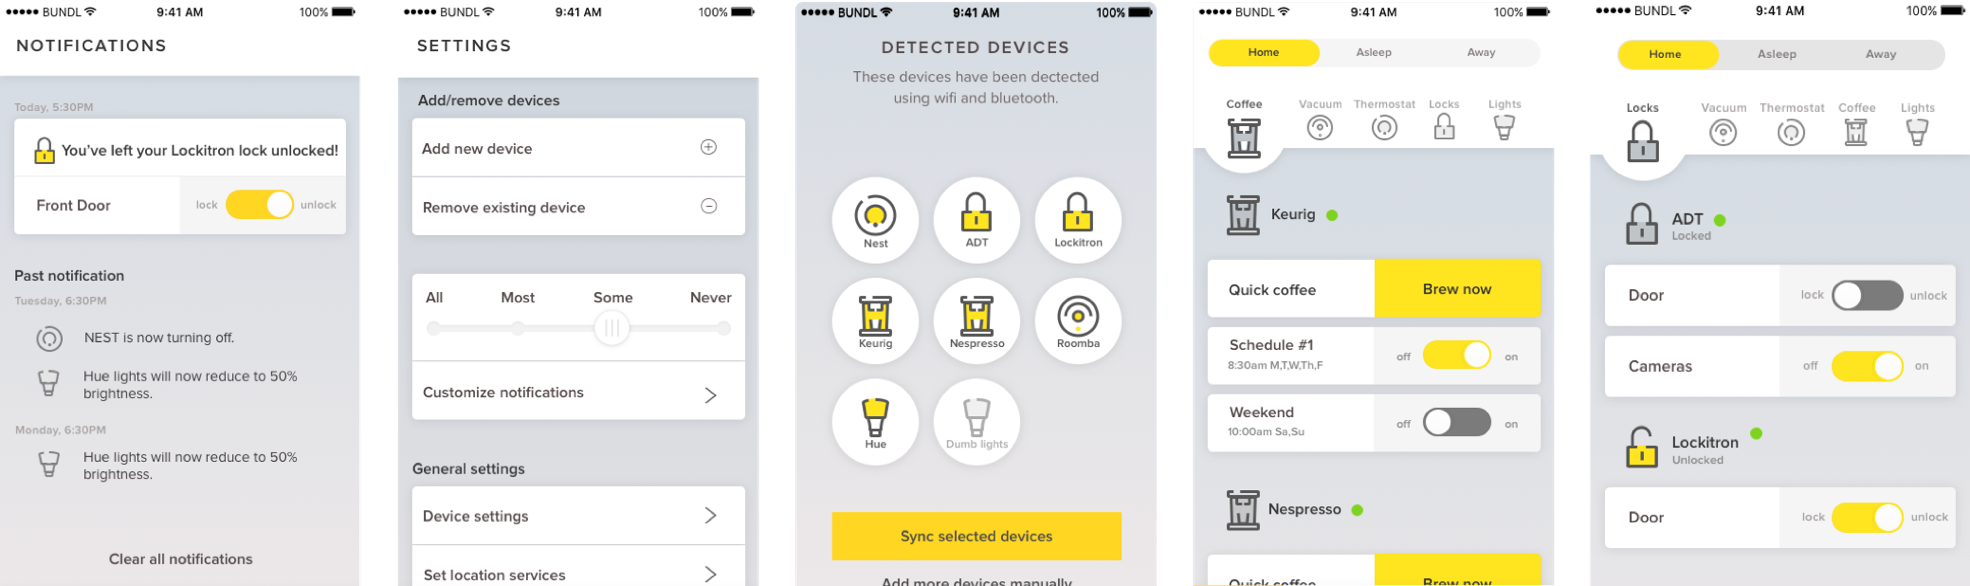 BUNDL 9:41 AM 100%
NOTIFICATIONS
Today, 5:30PM
You've left your Lockitron lock unlocked!
Front Door lock unlock
Past notification
Tuesday, 6:30PM
NEST is now turning off.
Hue lights will now reduce to 50%
brightness.
Monday, 6:30PM
Hue lights will now reduce to 50%
brightness.
Clear all notifications
BUNDL 9:41 AM 100%
SETTINGS
Add/remove devices
Add new device
Remove existing device
All Most Some Never
Customize notifications
General settings
Device settings
Set location services
BUNDL 9:41 AM 100%
DETECTED DEVICES
These devices have been dectected
using wifi and bluetooth.
Nest ADT Lockitron
Keurig Nespresso Roomba
Hue Dumb lights
Sync selected devices
Add more devices manually
BUNDL 9:41 AM 100%
Home Asleep Away
Coffee Vacuum Thermostat Locks Lights
Keurig
Quick coffee Brew now
Schedule #1
8:30am M,T,W,Th,F
off on
Weekend
10:00am Sa,Su
off on
Nespresso
Quick coffee Brew now
BUNDL 9:41 AM 100%
Home Asleep Away
Locks Vacuum Thermostat Coffee Lights
ADT
Locked
Door lock unlock
Cameras off on
Lockitron
Unlocked
Door lock unlock